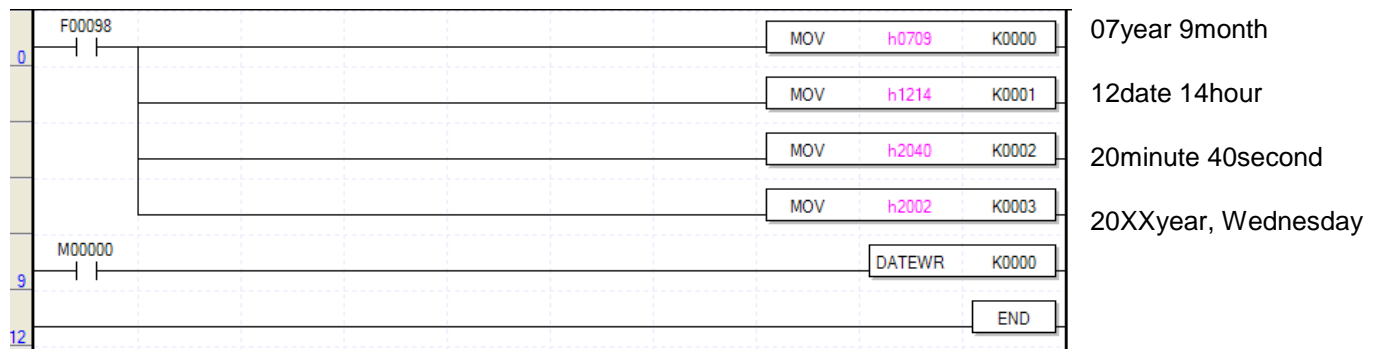 F00098
0 MOV h0709 K0000 07year 9month
MOV h1214 K0001 12date 14hour
MOV h2040 K0002 20minute 40second
MOV h2002 K0003 20XXyear, Wednesday
M00000
9 DATEWR K0000
12 END